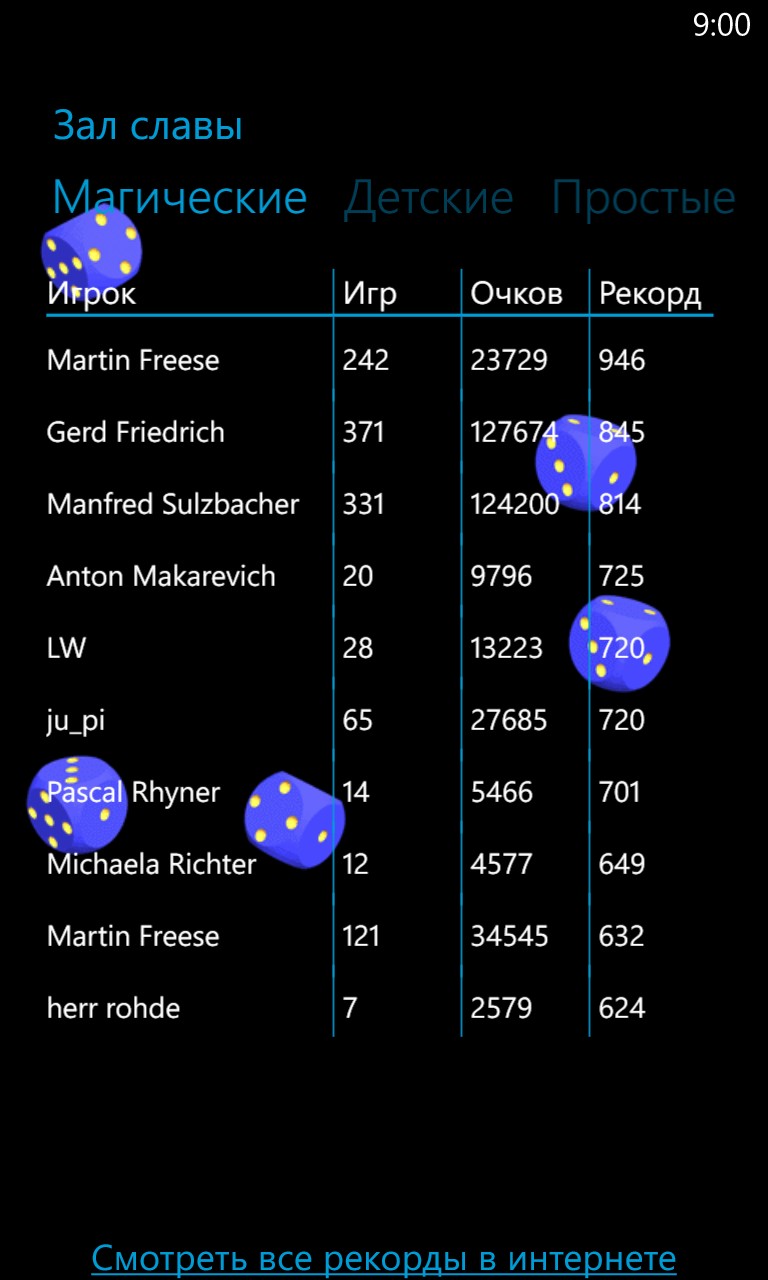 9:00
Зал славы
Магические Детские Простые
Игрок Игр Очков Рекорд
Martin Freese 242 23729 946
Gerd Friedrich 371 127674 845
Manfred Sulzbacher 331 124200 814
Anton Makarevich 20 9796 725
LW 28 13223 720
ju_pi 65 27685 720
Pascal Rhyner 14 5466 701
Michaela Richter 12 4577 649
Martin Freese 121 34545 632
herr rohde 7 2579 624
Смотреть все рекорды в интернете